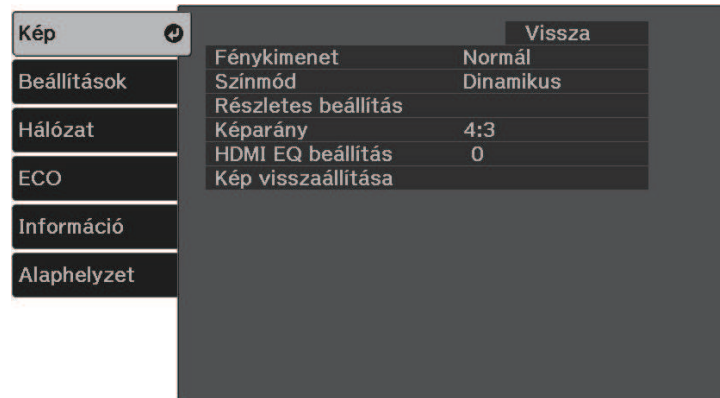 Kép
Beállítások
Hálózat
ECO
Információ
Alaphelyzet
Vissza
Fénykimenet Normál
Színmód Dinamikus
Részletes beállítás
Képarány 4:3
HDMI EQ beállítás 0
Kép visszaállítása